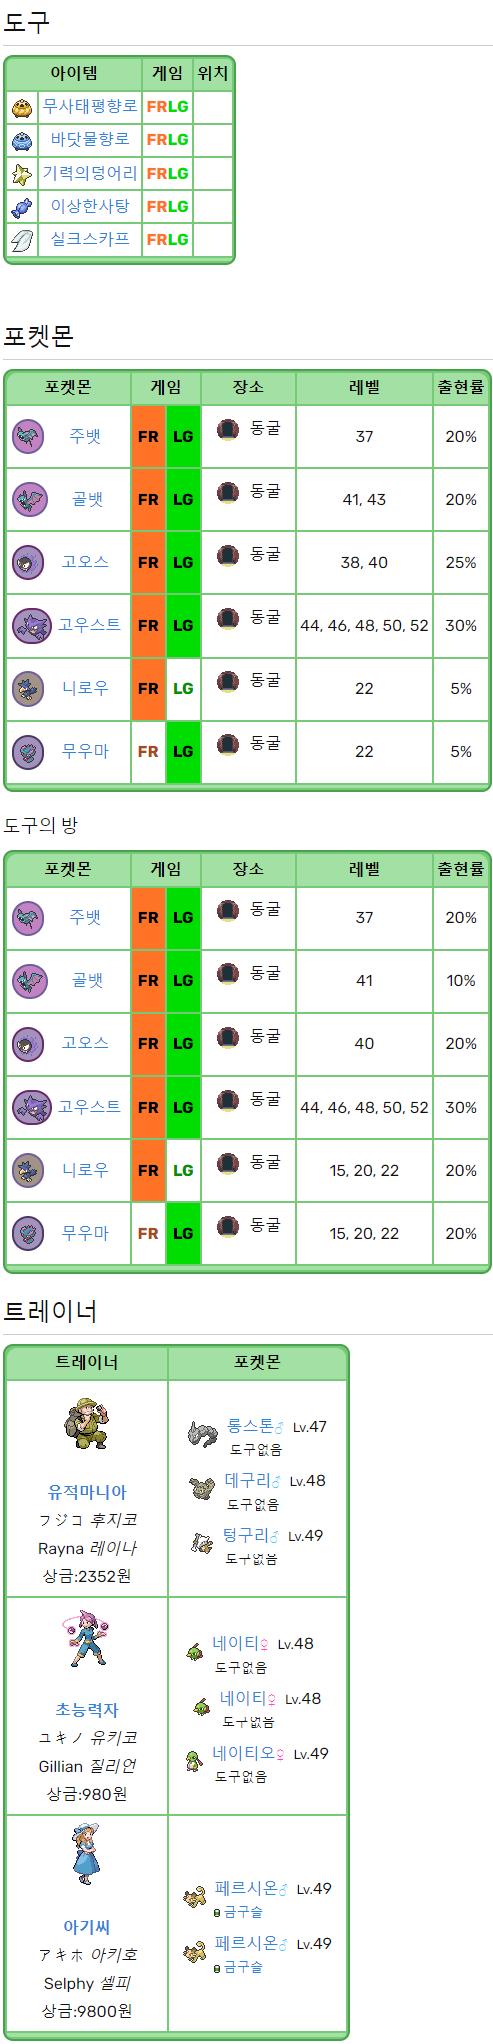 도구
아이템 게임 위치
무사태평향로 FRLG
바닷물향로 FRLG
기력의덩어리 FRLG
이상한사탕 FRLG
실크스카프 FRLG
포켓몬
포켓몬 게임 장소 레벨 출현률
주뱃 FR LG 동굴 37 20%
골뱃 FR LG 동굴 41, 43 20%
고오스 FR LG 동굴 38, 40 25%
고우스트 FR LG 동굴 44, 46, 48, 50, 52 30%
니로우 FR LG 동굴 22 5%
무우마 FR LG 동굴 22 5%
도구의 방
포켓몬 게임 장소 레벨 출현률
주뱃 FR LG 동굴 37 20%
골뱃 FR LG 동굴 41 10%
고오스 FR LG 동굴 40 20%
고우스트 FR LG 동굴 44, 46, 48, 50, 52 30%
니로우 FR LG 동굴 15, 20, 22 20%
무우마 FR LG 동굴 15, 20, 22 20%
트레이너
트레이너 포켓몬
유적마니아
フジコ 후지코
Rayna 레이나
상금:2352원
롱스톤♂ Lv.47
도구없음
데구리♂ Lv.48
도구없음
텅구리♂ Lv.49
도구없음
초능력자
ユキノ 유키코
Gillian 질리언
상금:980원
네이티♀ Lv.48
도구없음
네이티♀ Lv.48
도구없음
네이티오♀ Lv.49
도구없음
아기씨
アキホ 아키호
Selphy 셀피
상금:9800원
페르시온♂ Lv.49
금구슬
페르시온♂ Lv.49
금구슬